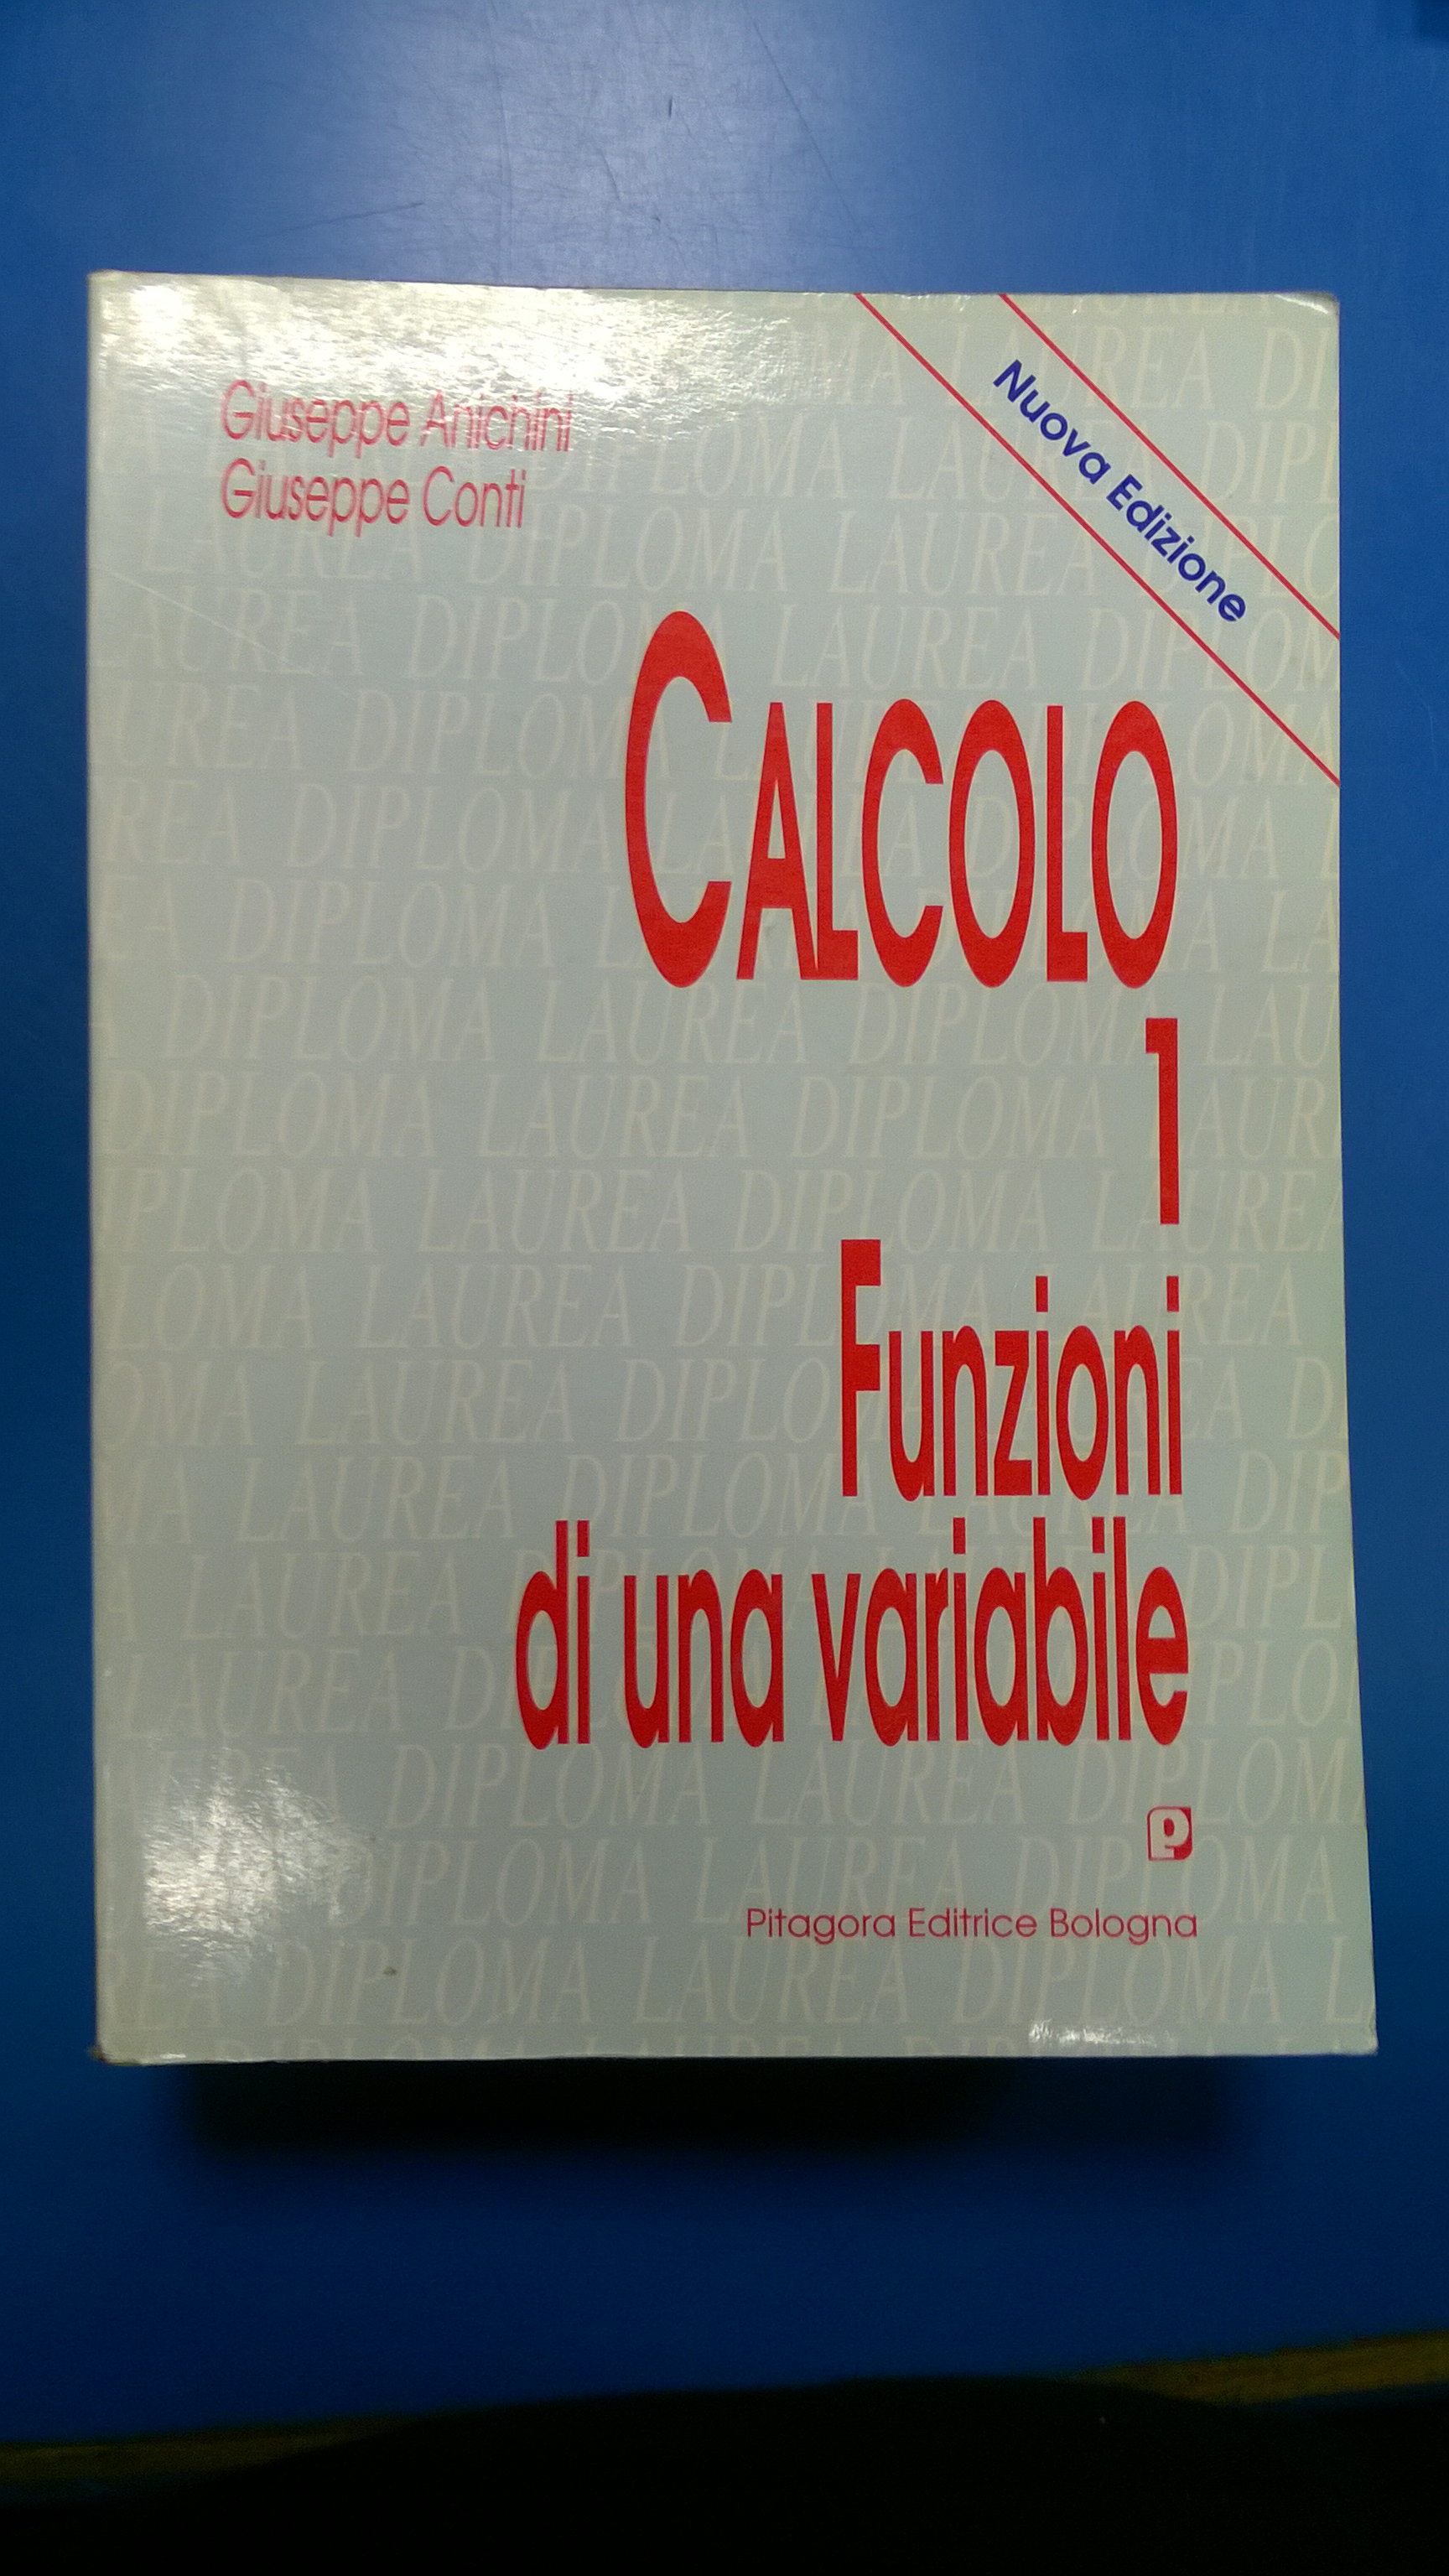 Giuseppe Anichini
Giuseppe Conti
Nuova Edizione
CALCOLO
1
Funzioni
di una variabile
P
Pitagora Editrice Bologna